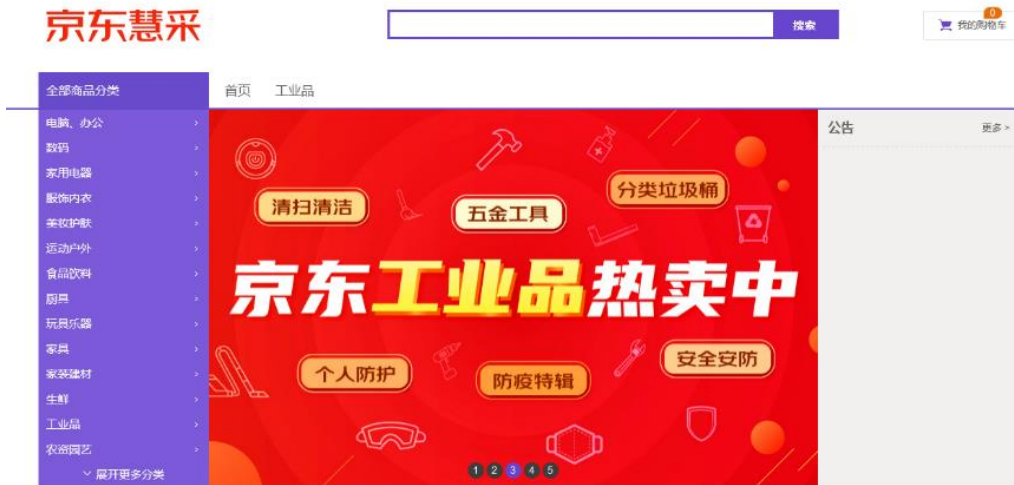 京东慧采
搜索
0
我的购物车
全部商品分类
首页
工业品
电脑、办公
数码
家用电器
服饰内衣
美妆护肤
运动户外
食品饮料
厨具
玩具乐器
家具
家装建材
生鲜
工业品
农资园艺
展开更多分类
清扫清洁
五金工具
分类垃圾桶
京东工业品热卖中
个人防护
防疫特辑
安全安防
1 2 3 4 5
公告
更多 >